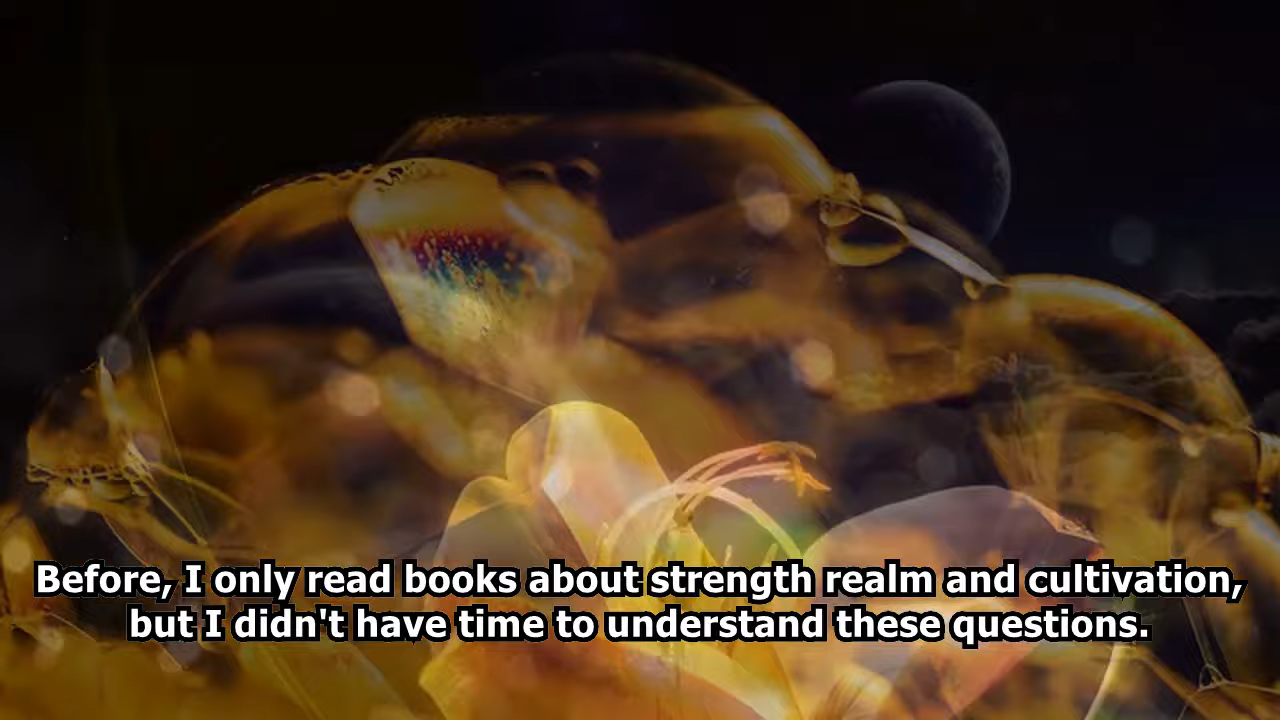 Before, I only read books about strength realm and cultivation,
but I didn't have time to understand these questions.